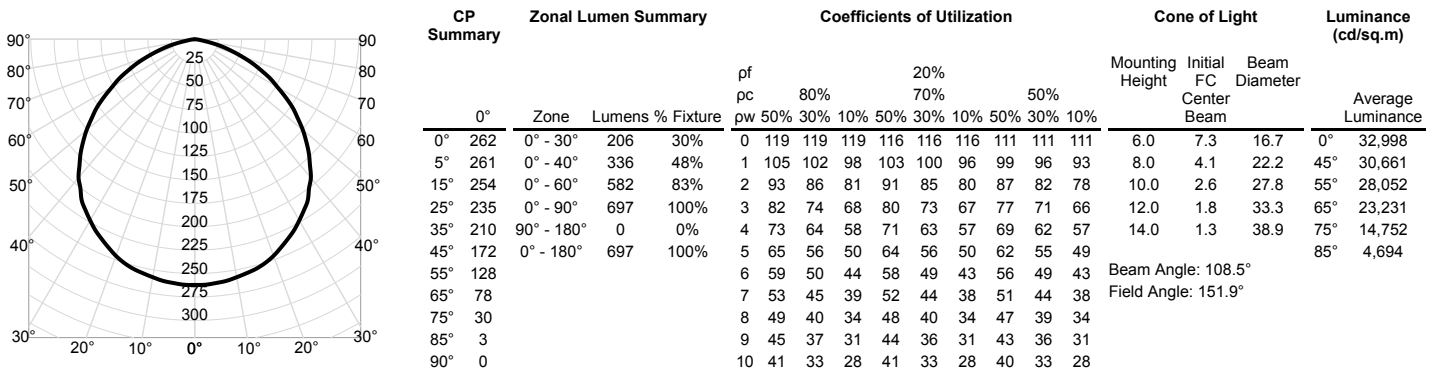 90° 90
80° 80
70° 70
60° 60°
50° 50°
40° 40°
30° 20° 10° 0° 10° 20° 30°
25
50
75
100
125
150
175
200
225
250
275
300
CP Summary
0°
0° 262
5° 261
15° 254
25° 235
35° 210
45° 172
55° 128
65° 78
75° 30
85° 3
90° 0
Zonal Lumen Summary
Zone Lumens % Fixture
0° - 30° 206 30%
0° - 40° 336 48%
0° - 60° 582 83%
0° - 90° 697 100%
90° - 180° 0 0%
0° - 180° 697 100%
Coefficients of Utilization
ρf 20%
ρc 80% 70% 50%
ρw 50% 30% 10% 50% 30% 10% 50% 30% 10%
0 119 119 119 116 116 116 111 111 111
1 105 102 98 103 100 96 99 96 93
2 93 86 81 91 85 80 87 82 78
3 82 74 68 80 73 67 77 71 66
4 73 64 58 71 63 57 69 62 57
5 65 56 50 64 56 50 62 55 49
6 59 50 44 58 49 43 56 49 43
7 53 45 39 52 44 38 51 44 38
8 49 40 34 48 40 34 47 39 34
9 45 37 31 44 36 31 43 36 31
10 41 33 28 41 33 28 40 33 28
Cone of Light
Mounting Initial Beam
Height FC Diameter
Center
Beam
6.0 7.3 16.7
8.0 4.1 22.2
10.0 2.6 27.8
12.0 1.8 33.3
14.0 1.3 38.9
Beam Angle: 108.5°
Field Angle: 151.9°
Luminance
(cd/sq.m)
Average
Luminance
0° 32,998
45° 30,661
55° 28,052
65° 23,231
75° 14,752
85° 4,694